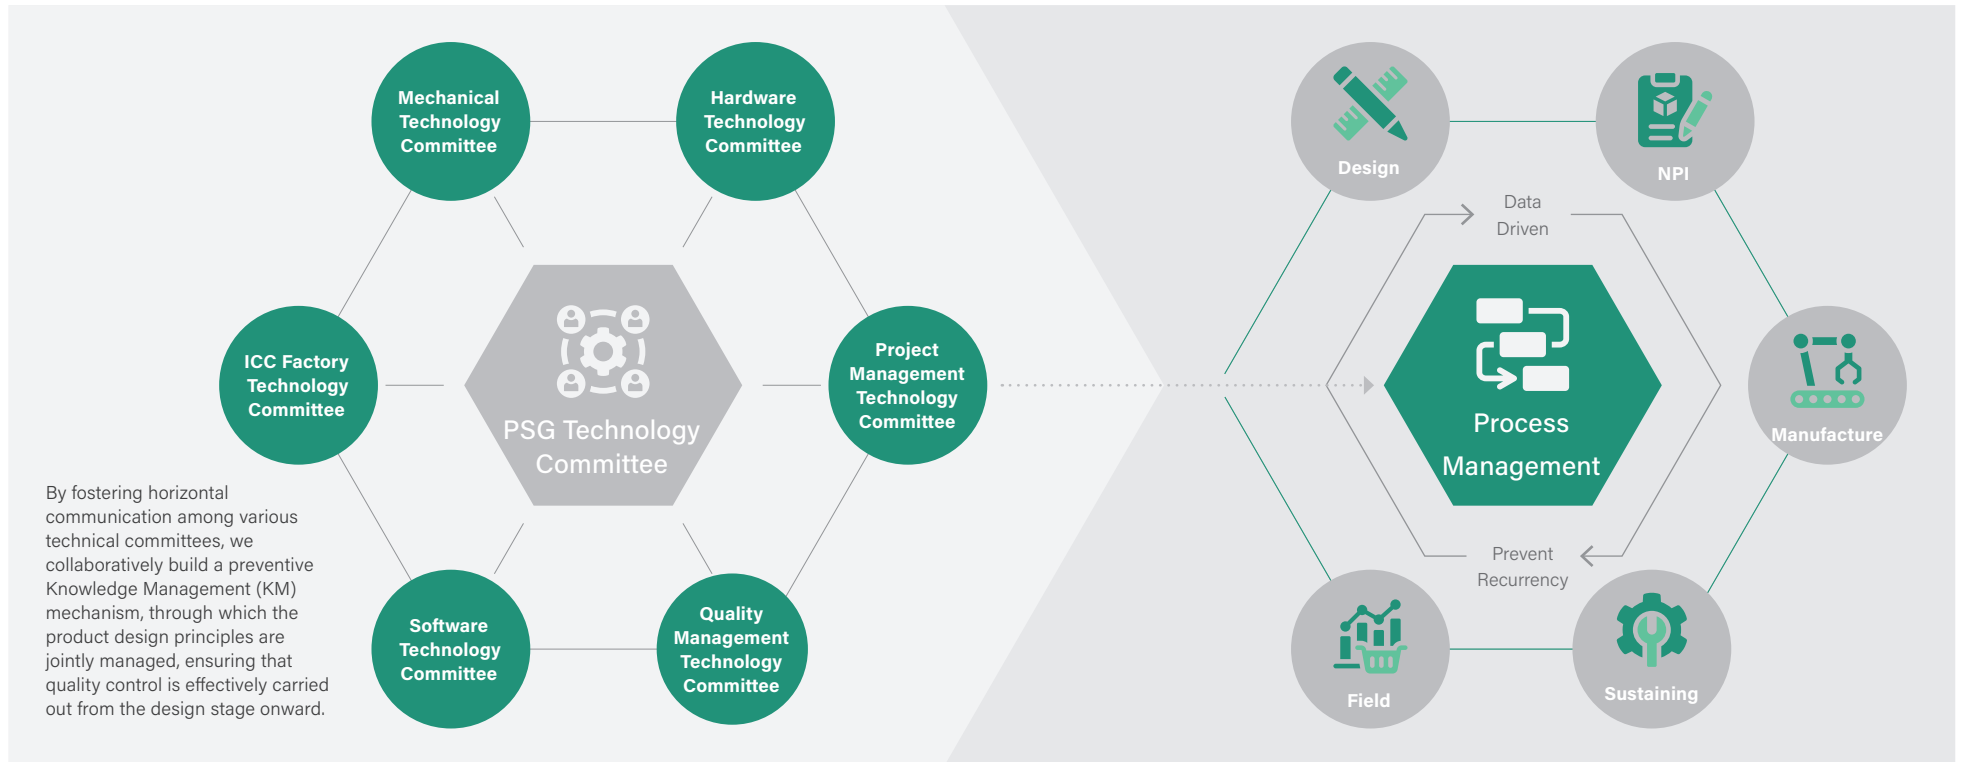 Mechanical
Technology
Committee
Hardware
Technology
Committee
ICC Factory
Technology
Committee
PSG Technology
Committee
Project
Management
Technology
Committee
Software
Technology
Committee
Quality
Management
Technology
Committee
By fostering horizontal
communication among various
technical committees, we
collaboratively build a preventive
Knowledge Management (KM)
mechanism, through which the
product design principles are
jointly managed, ensuring that
quality control is effectively carried
out from the design stage onward.
Design
NPI
Data
Driven
Process
Management
Manufacture
Prevent
Recurrency
Field
Sustaining